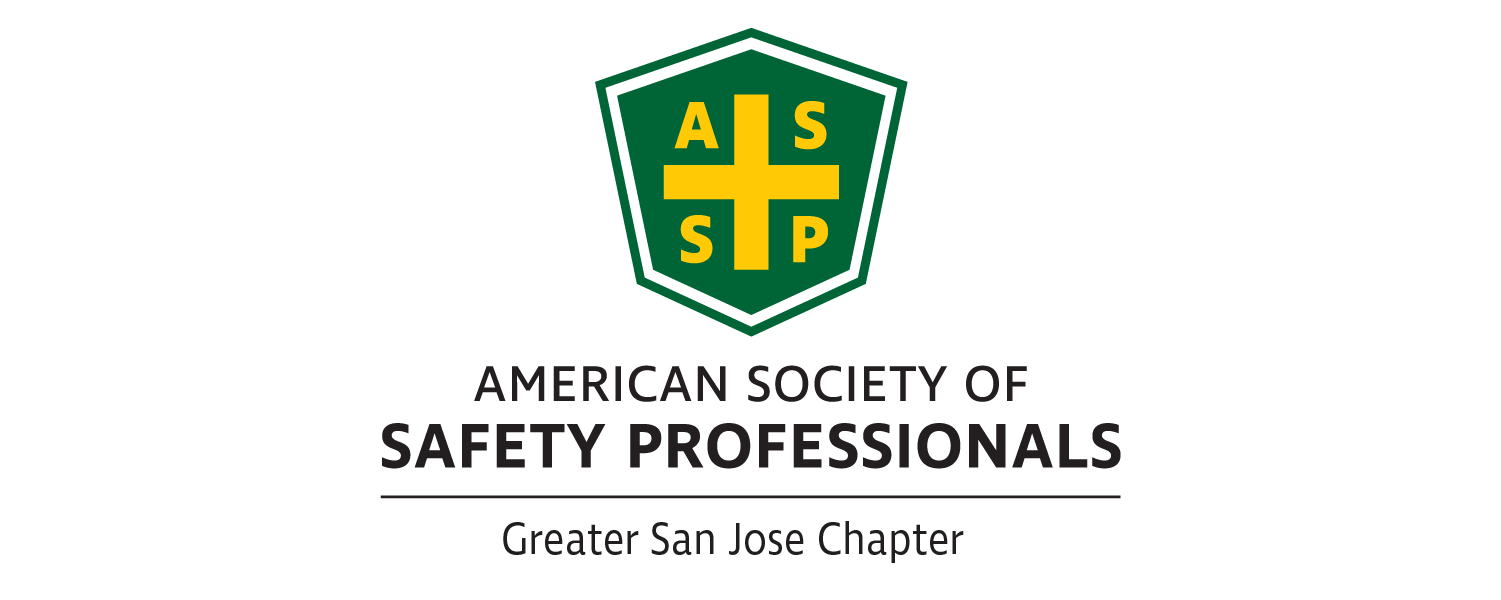 A S
S P
AMERICAN SOCIETY OF
SAFETY PROFESSIONALS
Greater San Jose Chapter